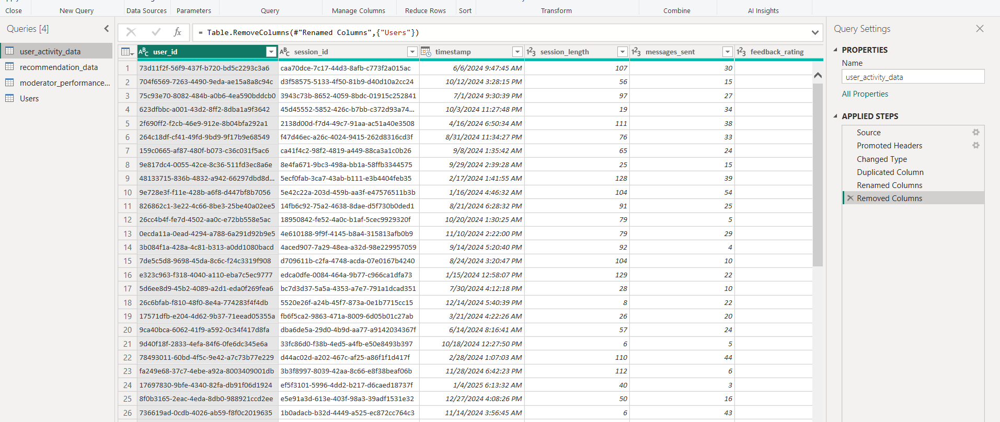 Close New Query Data Sources Parameters Query Manage Columns Reduce Rows Sort Transform Combine AI Insights
Queries [4]
user_activity_data
recommendation_data
moderator_performance...
Users
fx = Table.RemoveColumns(#"Renamed Columns",{"Users"})
ABC user_id ABC session_id timestamp 123 session_length 123 messages_sent 123 feedback_rating
1 73d11f2f-56f9-437f-b720-bd5c2293c3a6 caa70dce-7c17-44d3-8afb-c773f2a015ac 6/6/2024 9:47:45 AM 107 30
2 704f6569-7263-4490-9eda-ae15a8a8c94c d3f58575-5133-4f50-81b9-d40d10a2cc24 10/12/2024 3:28:15 PM 56 15
3 75c93e70-8082-484b-a0b6-4ea590bddcb0 3943c73b-8652-4059-8bdc-01915c252841 7/1/2024 9:30:39 PM 97 27
4 623dfbbc-a001-43d2-8ff2-8dba1a9f3642 45d45552-5852-426c-b7bb-c372d93a74... 10/3/2024 11:27:48 PM 19 34
5 2f690ff2-f2cb-46e9-912e-8b04bfa292a1 2138d00d-f7d4-49c7-91aa-ac51a40e3508 4/16/2024 6:50:34 AM 111 38
6 264c18df-cf41-49fd-9bd9-9f17b9e68549 f47d46ec-a26c-4024-9415-262d8316cd3f 8/31/2024 11:34:27 PM 76 33
7 159c0665-af87-480f-b073-c36c031f5ac6 ca41f4c2-98f2-4819-a449-88ca3a1c0b26 9/8/2024 1:35:42 AM 65 24
8 9e817dc4-0055-42ce-8c36-511fd3ec8a6e 8e4fa671-9bc3-498a-bb1a-58ffb3344575 9/29/2024 2:39:28 AM 25 15
9 48133715-836b-4832-a942-66297dbd8d... 5ecf0fab-3ca7-43ab-b111-e3b4404feb35 2/17/2024 1:41:55 AM 128 39
10 9e728e3f-f11e-428b-a6f8-d447bf8b7056 5e42c22a-203d-459b-aa3f-e47576511b3b 1/16/2024 4:46:32 AM 104 54
11 826862c1-3e22-4c66-8be3-25be40a02ee5 14fb6c92-75a2-4638-8dae-d5f730b0ded1 8/21/2024 6:28:32 PM 91 25
12 26cc4b4f-fe7d-4502-aa0c-e72bb558e5ac 18950842-fe52-4a0c-b1af-5cec9929320f 10/20/2024 1:30:25 AM 79 5
13 0ecda11a-0ead-4294-a788-6a291d92b9e5 4e610188-9f9f-4145-b8a4-315813afb0b9 11/10/2024 2:22:00 PM 79 29
14 3b084f1a-428a-4c81-b313-a0dd1080bacd 4aced907-7a29-48ea-a32d-98e229957059 9/14/2024 5:20:40 PM 92 4
15 7de5c5d8-9698-45da-8c6c-f24c3319f908 d709611b-c2fa-4748-acda-07e0167b4240 8/24/2024 3:20:47 PM 104 10
16 e323c963-f318-4040-a110-eba7c5ec9777 edca0dfe-0084-464a-9b77-c966ca1dfa73 1/15/2024 12:58:07 PM 129 22
17 5d6ee8d9-45b2-4089-a2d1-eda0f269fea6 bc7d3d37-5a5a-4353-a7e7-791a1dcad351 7/30/2024 4:12:18 PM 28 10
18 26c6bfab-f810-48f0-8e4a-774283f4f4db 5520e26f-a24b-45f7-873a-0e1b7715cc15 12/14/2024 5:40:39 PM 8 22
19 17571dfb-e204-4d62-9b37-71eead05355a fb6f5ca2-9863-471a-8009-6d05b01c27ab 3/21/2024 4:22:26 AM 26 20
20 9ca40bca-6062-41f9-a592-0c34f417d8fa dba6de5a-29d0-4b9d-aa77-a9142034367f 6/14/2024 8:16:41 AM 57 24
21 9d40f18f-2833-4efa-84f6-0fe6dc345e6a 33fc86d0-f38b-4ed5-a4fb-e50e8493b397 10/18/2024 12:27:50 PM 6 5
22 78493011-60bd-4f5c-9e42-a7c73b77e229 d44ac02d-a202-467c-af25-a86f1f1d417f 2/28/2024 1:07:03 AM 110 44
23 fa249e68-37c7-4ebe-a92a-8003409001db 3b3f8997-8039-42aa-8c66-e8f38beaf06b 11/28/2024 6:42:23 PM 112 6
24 17697830-9bfe-4340-82fa-db91f06d1924 ef5f3101-5996-4dd2-b217-d6caed18737f 1/4/2025 6:13:32 AM 40 3
25 8f0b3165-2eac-4eda-8db0-988921ccd2ee e5e91a3d-613e-403f-98a3-39adf1531e32 12/27/2024 4:08:26 PM 50 16
26 736619ad-0cdb-4026-ab59-f8f0c2019635 1b0adacb-b32d-4449-a525-ec872cc764c3 11/14/2024 3:56:45 AM 6 43
Query Settings
PROPERTIES
Name
user_activity_data
All Properties
APPLIED STEPS
Source
Promoted Headers
Changed Type
Duplicated Column
Renamed Columns
Removed Columns